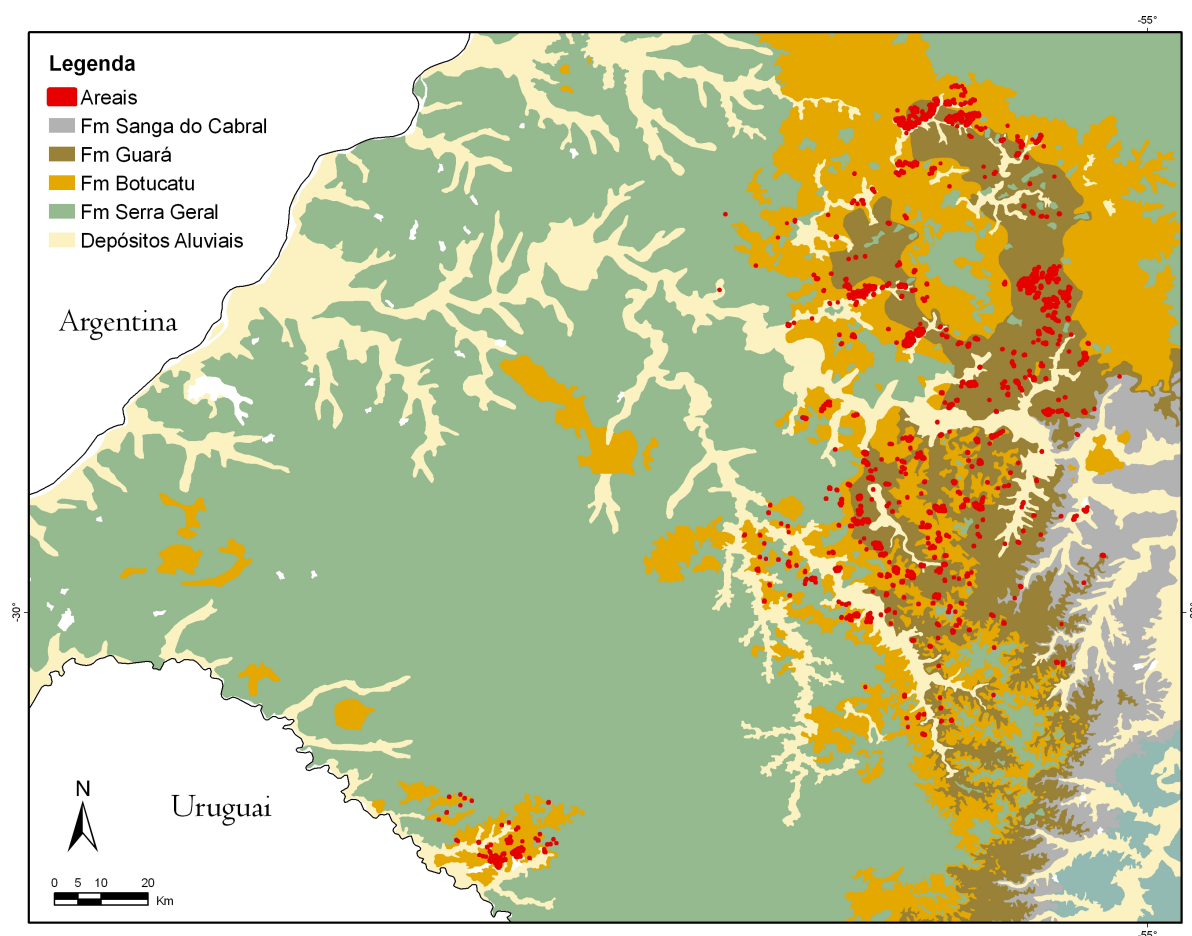 -55°
Legenda
Areais
Fm Sanga do Cabral
Fm Guará
Fm Botucatu
Fm Serra Geral
Depósitos Aluviais
Argentina
-30°
N
Uruguai
0 5 10 20
Km
-55°